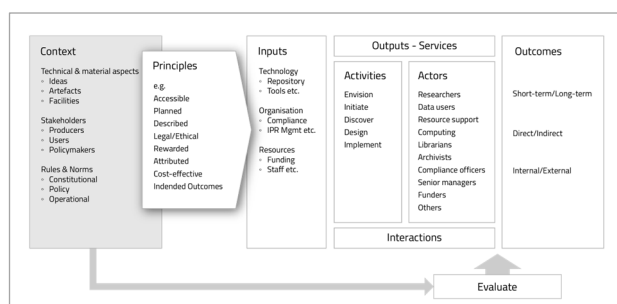 Context
Technical & material aspects
Ideas
Artefacts
Facilities
Stakeholders
Producers
Users
Policymakers
Rules & Norms
Constitutional
Policy
Operational
Principles
e.g.
Accessible
Planned
Described
Legal/Ethical
Rewarded
Attributed
Cost-effective
Indended Outcomes
Inputs
Technology
Repository
Tools etc.
Organisation
Compliance
IPR Mgmt etc.
Resources
Funding
Staff etc.
Outputs - Services
Activities
Envision
Initiate
Discover
Design
Implement
Actors
Researchers
Data users
Resource support
Computing
Librarians
Archivists
Compliance officers
Senior managers
Funders
Others
Interactions
Outcomes
Short-term/Long-term
Direct/Indirect
Internal/External
Evaluate